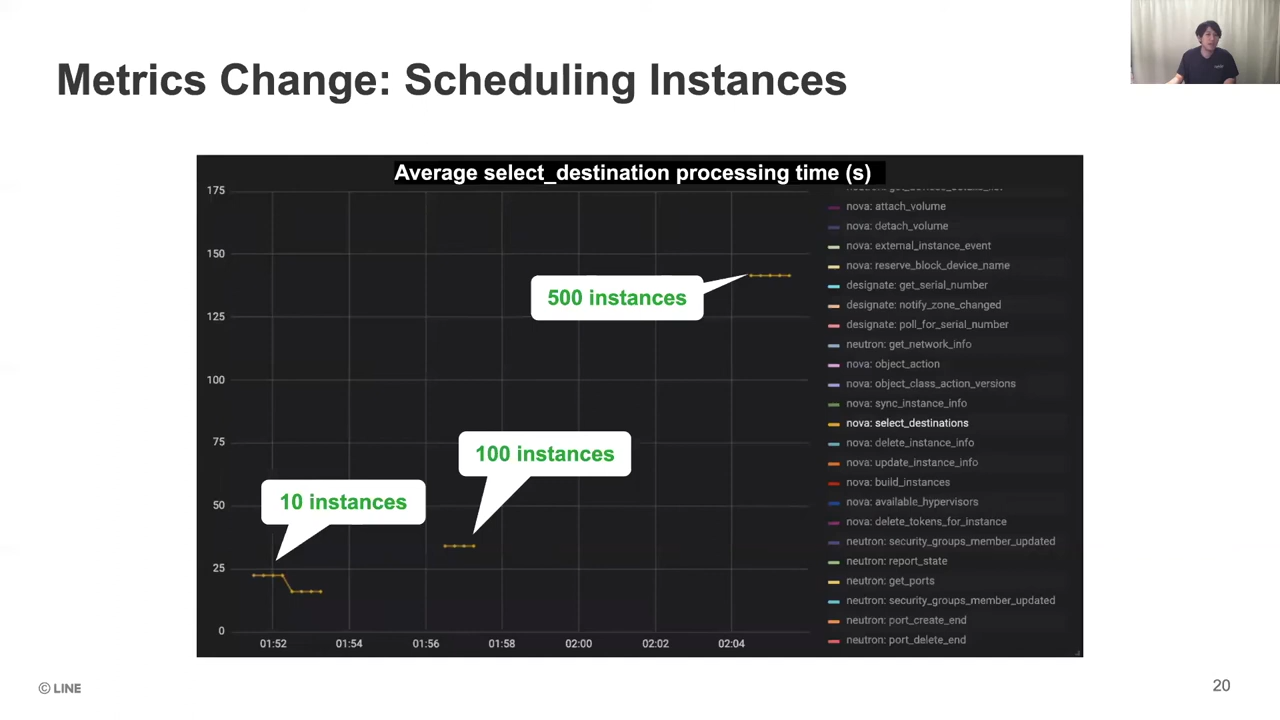 Metrics Change: Scheduling Instances
Average select_destination processing time (s)
175
150
125
100
75
50
25
0
01:52
01:54
01:56
01:58
02:00
02:02
02:04
10 instances
100 instances
500 instances
nova: attach_volume
nova: detach_volume
nova: external_instance_event
nova: reserve_block_device_name
designate: get_serial_number
designate: notify_zone_changed
designate: poll_for_serial_number
neutron: get_network_info
nova: object_action
nova: object_class_action_versions
nova: sync_instance_info
nova: select_destinations
nova: delete_instance_info
nova: update_instance_info
nova: build_instances
nova: available_hypervisors
nova: delete_tokens_for_instance
neutron: security_groups_member_updated
neutron: report_state
neutron: get_ports
neutron: security_groups_member_updated
neutron: port_create_end
neutron: port_delete_end
© LINE
20